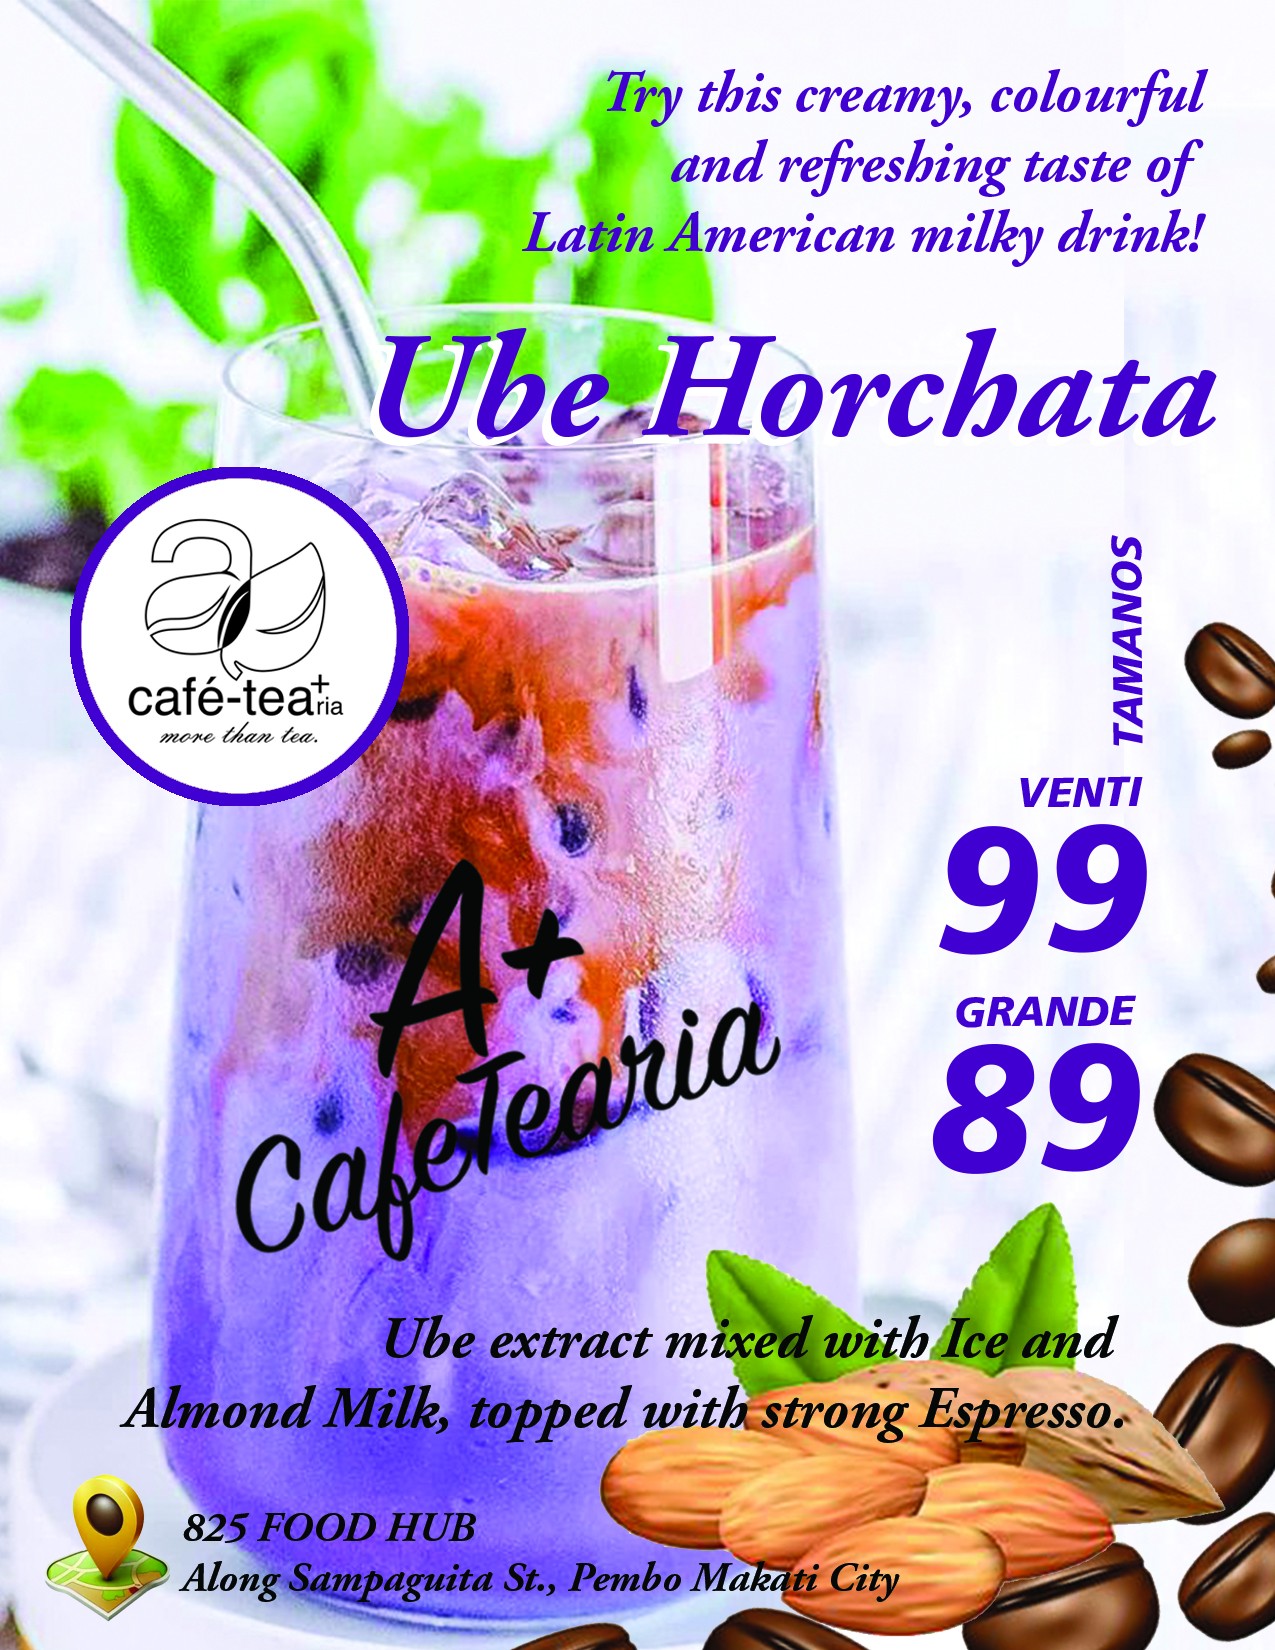 Try this creamy, colourful
and refreshing taste of
Latin American milky drink!
Ube Horchata
a
café-tea+ria
more than tea.
TAMANOS
VENTI
99
GRANDE
89
A+
CafeTearia
Ube extract mixed with Ice and
Almond Milk, topped with strong Espresso.
825 FOOD HUB
Along Sampaguita St., Pembo Makati City